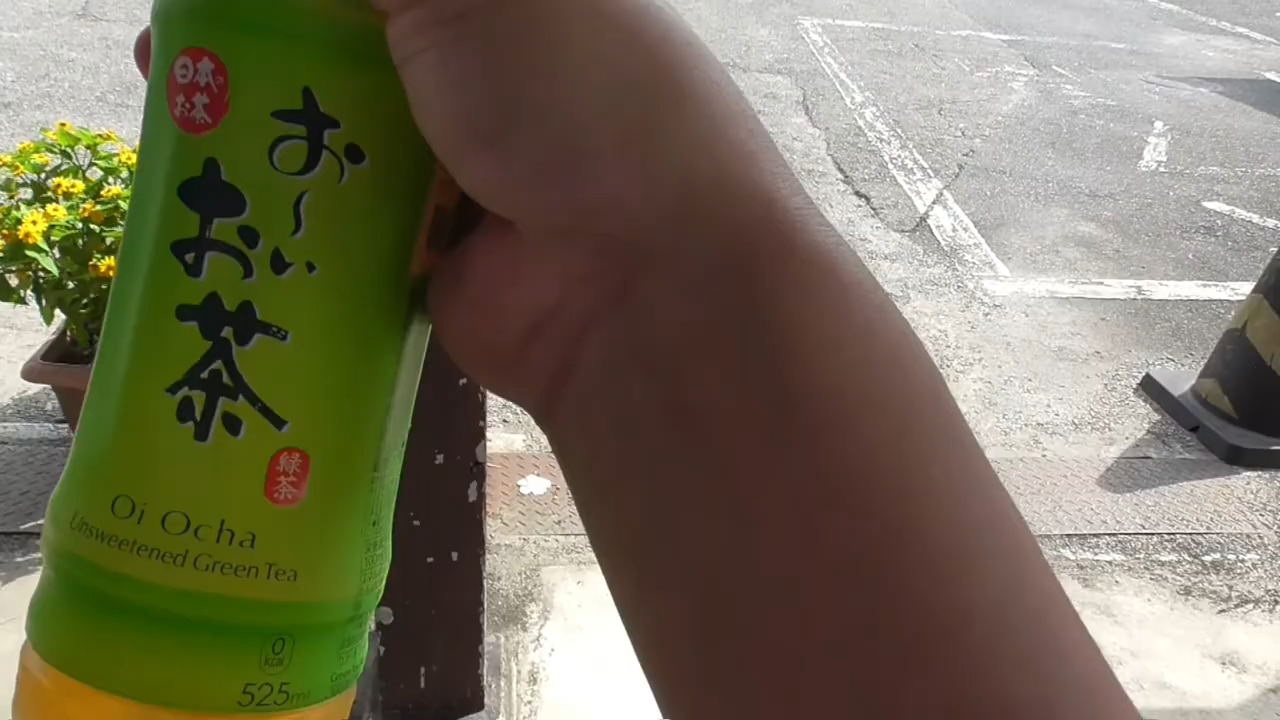 日本の
お茶
お～い
お茶
緑茶
Oi Ocha
Unsweetened Green Tea
0
kcal
525ml